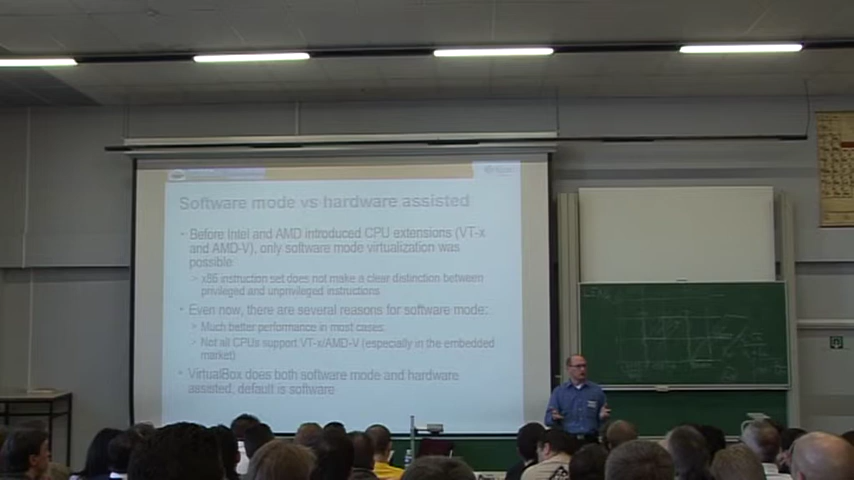 Software mode vs hardware assisted
Before Intel and AMD introduced CPU extensions (VT-x
and AMD-V), only software mode virtualization was
possible
x86 instruction set does not make a clear distinction between
privileged and unprivileged instructions
Even now, there are several reasons for software mode:
Much better performance in most cases
Not all CPUs support VT-x/AMD-V (especially in the embedded
market)
VirtualBox does both software mode and hardware
assisted, default is software